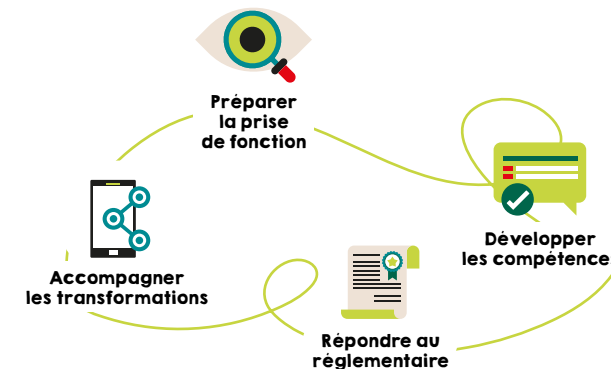 Préparer
la prise
de fonction
Développer
les compétence
Accompagner
les transformations
Répondre au
réglementaire